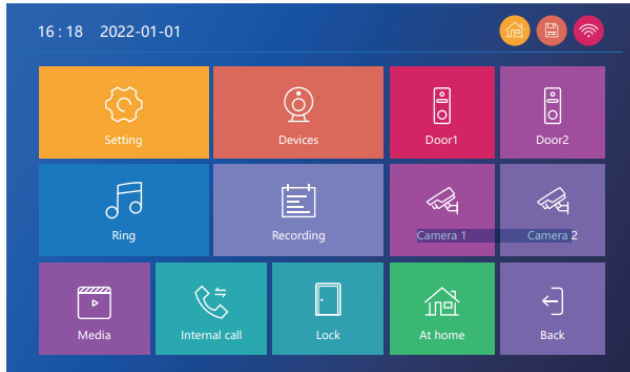 16 : 18 2022-01-01
Setting
Devices
Door1
Door2
Ring
Recording
Camera 1
Camera 2
Media
Internal call
Lock
At home
Back